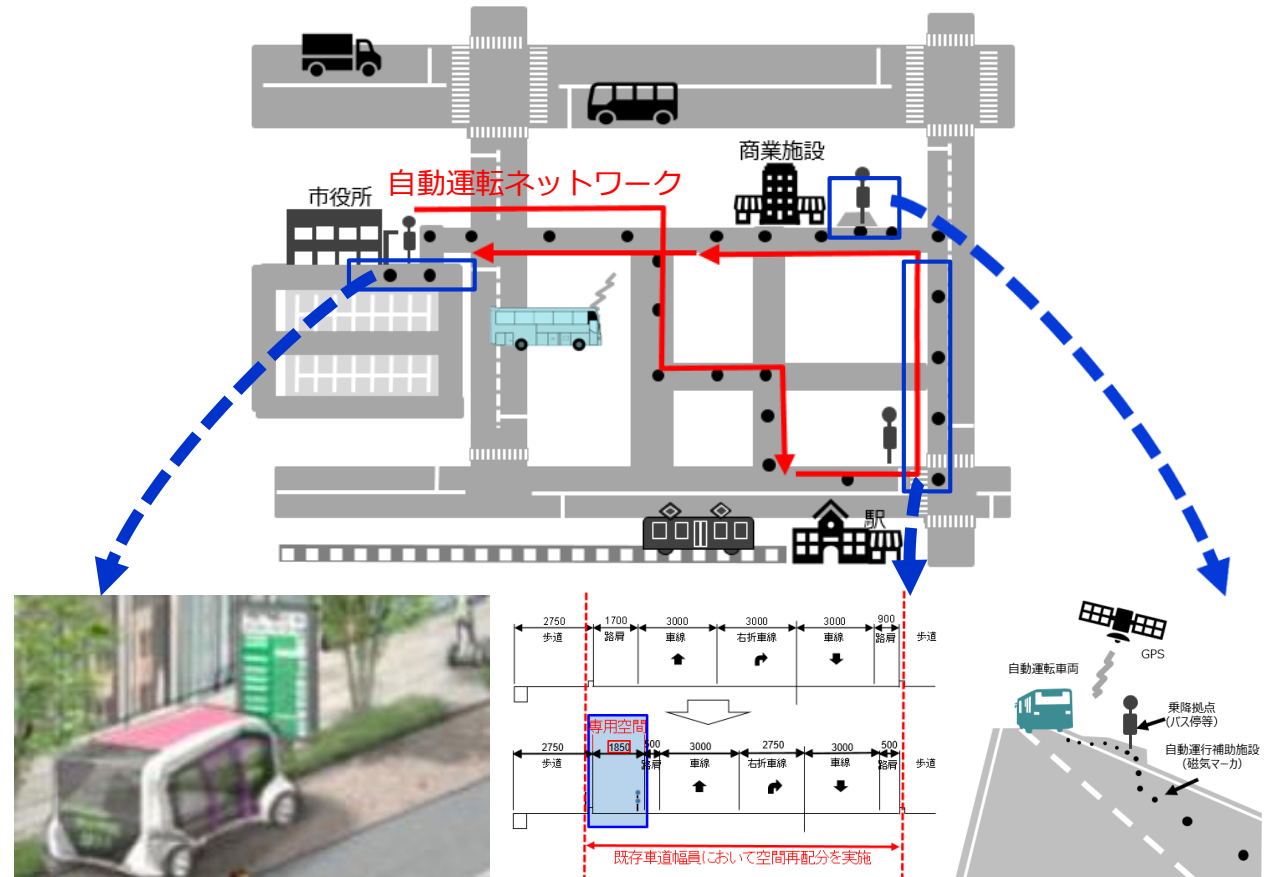 商業施設
自動運転ネットワーク
市役所
駅
2750
1700
3000
3000
3000
900
歩道
路肩
車線
右折車線
車線
路肩
歩道
専用空間
2750
1850
500
3000
2750
3000
500
歩道
路肩
車線
右折車線
車線
路肩
歩道
既存車道幅員において空間再配分を実施
GPS
自動運転車両
乗降拠点
(バス停等)
自動運行補助施設
(磁気マーカ)